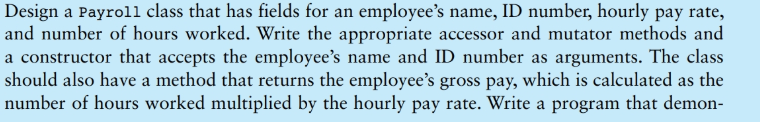 Design a Payroll class that has fields for an employee’s name, ID number, hourly pay rate,
and number of hours worked. Write the appropriate accessor and mutator methods and
a constructor that accepts the employee’s name and ID number as arguments. The class
should also have a method that returns the employee’s gross pay, which is calculated as the
number of hours worked multiplied by the hourly pay rate. Write a program that demon-